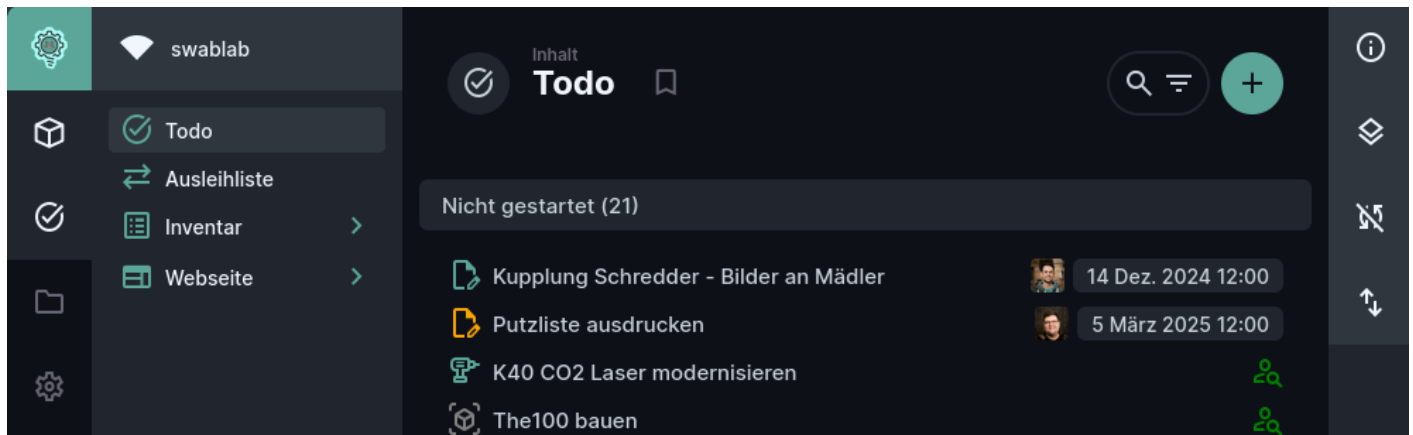 swablab
Todo
Ausleihliste
Inventar
Webseite
Inhalt
Todo
Nicht gestartet (21)
Kupplung Schredder - Bilder an Mädler 14 Dez. 2024 12:00
Putzliste ausdrucken 5 März 2025 12:00
K40 CO2 Laser modernisieren
The100 bauen